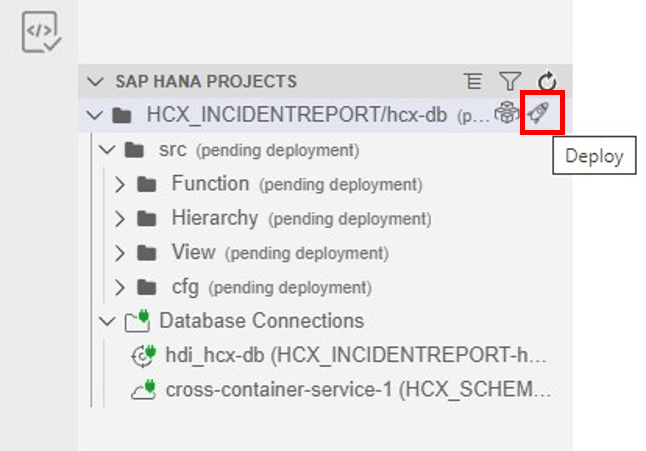 SAP HANA PROJECTS
HCX_INCIDENTREPORT/hcx-db (p...
Deploy
src (pending deployment)
Function (pending deployment)
Hierarchy (pending deployment)
View (pending deployment)
cfg (pending deployment)
Database Connections
hdi_hcx-db (HCX_INCIDENTREPORT-h...
cross-container-service-1 (HCX_SCHEM...